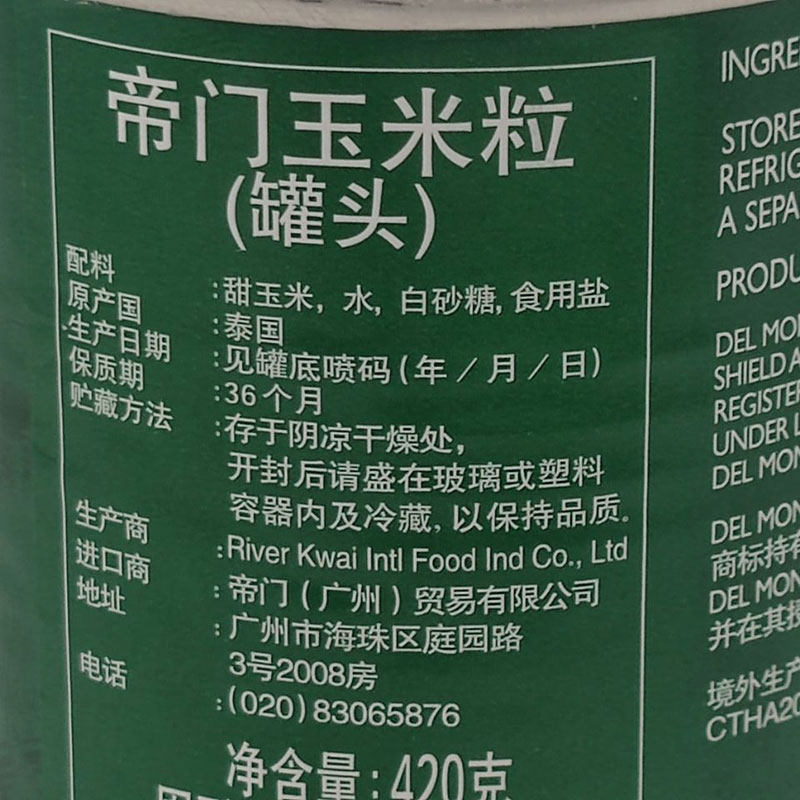 帝门玉米粒
(罐头)
配料:甜玉米, 水, 白砂糖, 食用盐
原产国:泰国
生产日期:见罐底喷码(年/月/日)
保质期:36个月
贮藏方法:存于阴凉干燥处,
开封后请盛在玻璃或塑料
容器内及冷藏, 以保持品质。
生产商:River Kwai Intl Food Ind Co., Ltd
进口商:帝门(广州)贸易有限公司
地址:广州市海珠区庭园路
3号2008房
电话:(020)83065876
净含量:420克
INGRE
STORE
REFRIG
A SEPA
PRODU
DEL MON
SHIELD A
REGISTER
UNDER L
DEL MON
DEL MON
商标持有
DEL MON
并在其授
境外生产
CTHA20